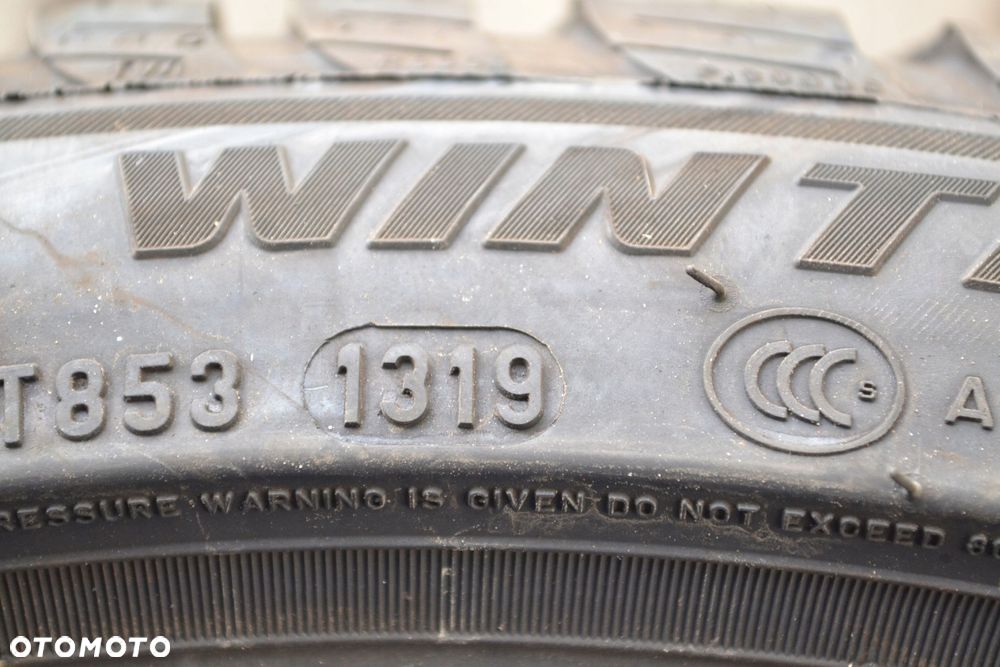 WINT
T853 1319 CCC S A
RESSURE WARNING IS GIVEN DO NOT EXCEED
OTOMOTO